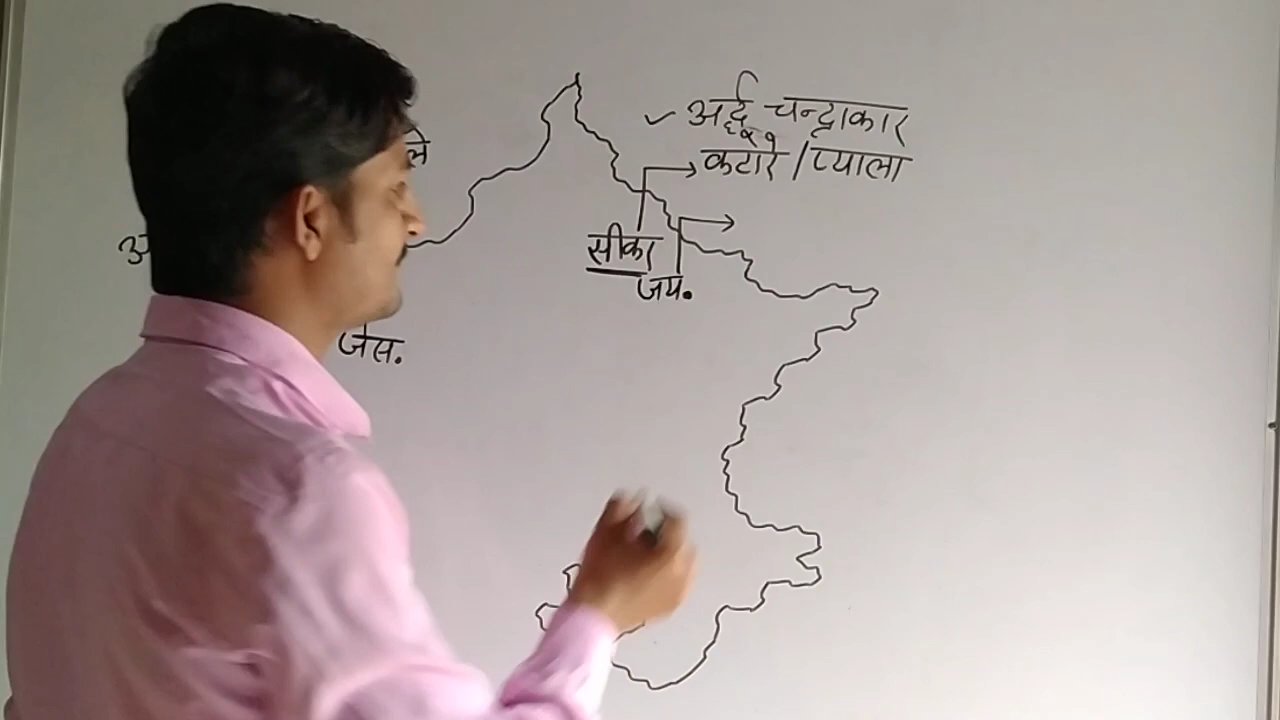 अर्द्ध चन्द्राकार
कटारे / प्याला
सीका
जय.
जैस.